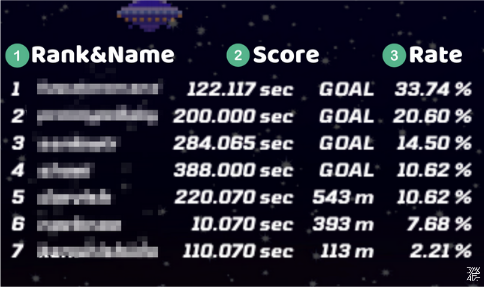 1 Rank&Name 2 Score 3 Rate
1 122.117 sec GOAL 33.74 %
2 200.000 sec GOAL 20.60 %
3 284.065 sec GOAL 14.50 %
4 388.000 sec GOAL 10.62 %
5 220.070 sec 543 m 10.62 %
6 10.070 sec 393 m 7.68 %
7 110.070 sec 113 m 2.21 %